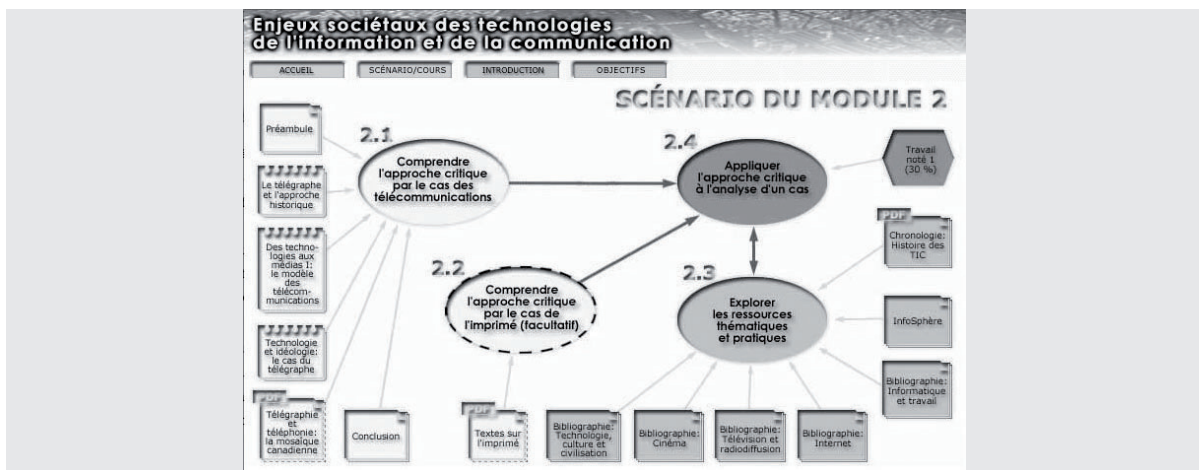 Enjeux sociétaux des technologies
de l'information et de la communication
ACCUEIL
SCÉNARIO/COURS
INTRODUCTION
OBJECTIFS
SCÉNARIO DU MODULE 2
Préambule
2.1
Comprendre
l'approche critique
par le cas des
télécommunications
2.4
Appliquer
l'approche critique
à l'analyse d'un cas
Travail
noté 1
(30 %)
Le télégraphe
et l'approche
historique
Des techno-
logies aux
médias I:
le modèle
des
télécom-
munications
2.2
Comprendre
l'approche critique
par le cas de
l'imprimé (facultatif)
2.3
Explorer
les ressources
thématiques
et pratiques
PDF
Chronologie:
Histoire des
TIC
InfoSphère
Technologie
et idéologie:
le cas du
télégraphe
Bibliographie:
Informatique
et travail
PDF
Télégraphie
et
téléphonie:
la mosaïque
canadienne
Conclusion
PDF
Textes sur
l'imprimé
Bibliographie:
Technologie,
culture et
civilisation
Bibliographie:
Cinéma
Bibliographie:
Télévision et
radiodiffusion
Bibliographie:
Internet